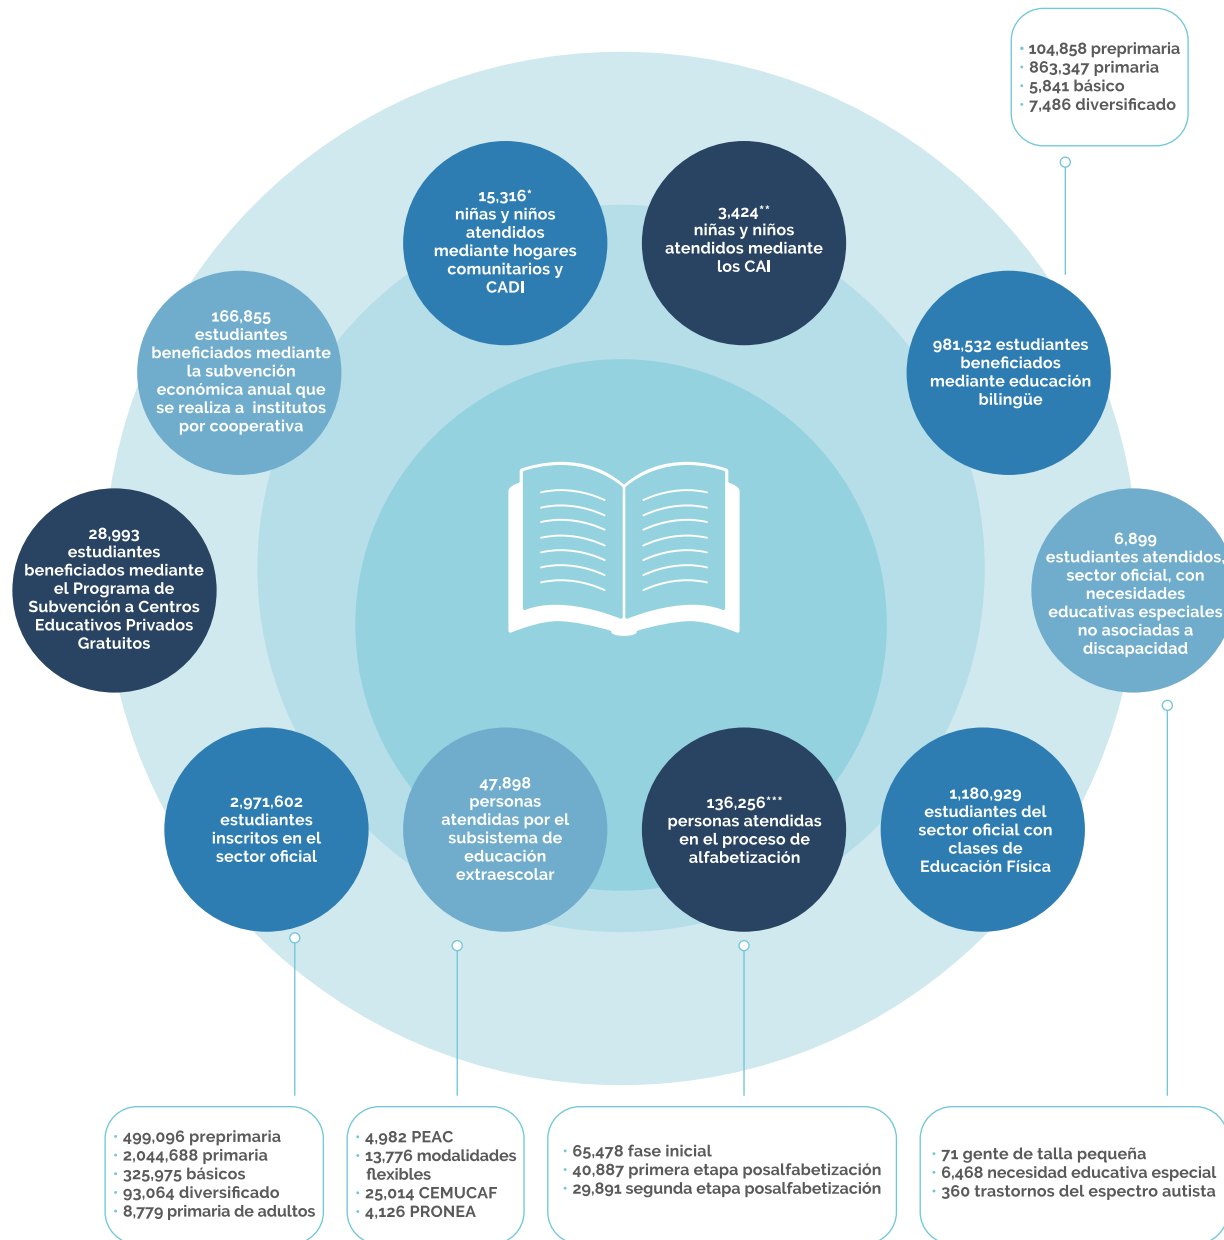 · 104,858 preprimaria
· 863,347 primaria
· 5,841 básico
· 7,486 diversificado
15,316*
niñas y niños
atendidos
mediante hogares
comunitarios y
CADI
3,424**
niñas y niños
atendidos mediante
los CAI
166,855
estudiantes
beneficiados mediante
la subvención
económica anual que
se realiza a institutos
por cooperativa
981,532 estudiantes
beneficiados
mediante educación
bilingüe
28,993
estudiantes
beneficiados mediante
el Programa de
Subvención a Centros
Educativos Privados
Gratuitos
6,899
estudiantes atendidos,
sector oficial, con
necesidades
educativas especiales
no asociadas a
discapacidad
2,971,602
estudiantes
inscritos en el
sector oficial
47,898
personas
atendidas por el
subsistema de
educación
extraescolar
136,256***
personas atendidas
en el proceso de
alfabetización
1,180,929
estudiantes del
sector oficial con
clases de
Educación Física
· 499,096 preprimaria
· 2,044,688 primaria
· 325,975 básicos
· 93,064 diversificado
· 8,779 primaria de adultos
· 4,982 PEAC
· 13,776 modalidades
flexibles
· 25,014 CEMUCAF
· 4,126 PRONEA
· 65,478 fase inicial
· 40,887 primera etapa posalfabetización
· 29,891 segunda etapa posalfabetización
· 71 gente de talla pequeña
· 6,468 necesidad educativa especial
· 360 trastornos del espectro autista